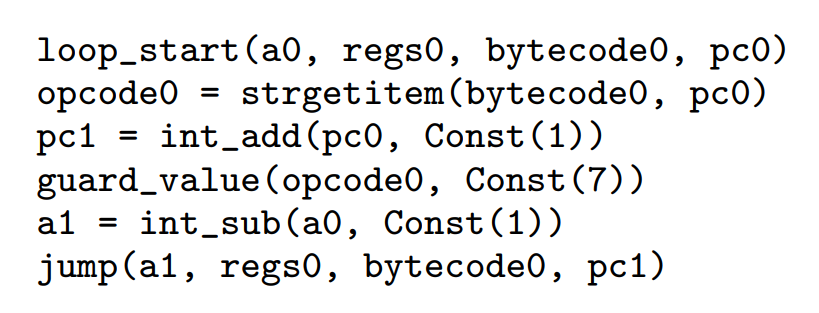 loop_start(a0, regs0, bytecode0, pc0)
opcode0 = strgetitem(bytecode0, pc0)
pc1 = int_add(pc0, Const(1))
guard_value(opcode0, Const(7))
a1 = int_sub(a0, Const(1))
jump(a1, regs0, bytecode0, pc1)